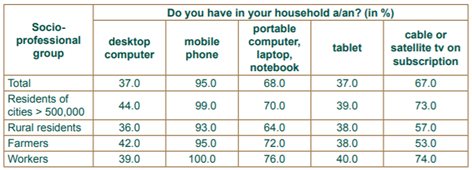 Socio-
professional
group
Do you have in your household a/an? (in %)
desktop
computer
mobile
phone
portable
computer,
laptop,
notebook
tablet
cable or
satellite tv on
subscription
Total 37.0 95.0 68.0 37.0 67.0
Residents of
cities > 500,000 44.0 99.0 70.0 39.0 73.0
Rural residents 36.0 93.0 64.0 38.0 57.0
Farmers 42.0 95.0 72.0 38.0 53.0
Workers 39.0 100.0 76.0 40.0 74.0